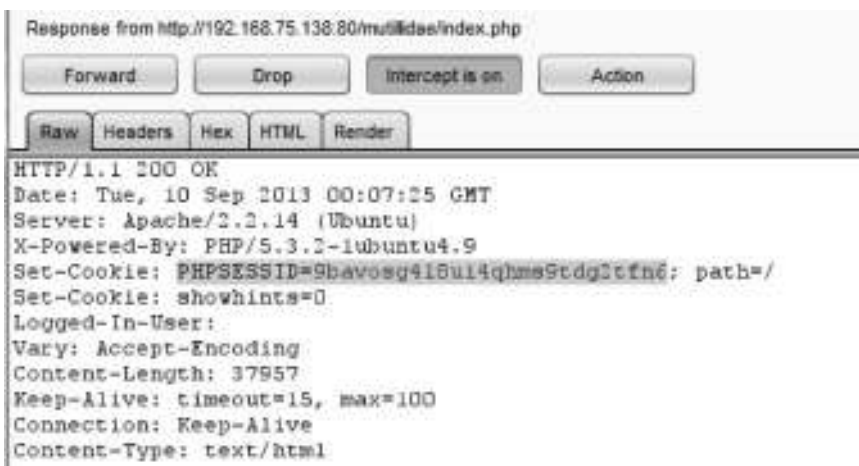 Response from http://192.168.75.138:80/mutillidae/index.php
Forward Drop Intercept is on Action
Raw Headers Hex HTML Render
HTTP/1.1 200 OK
Date: Tue, 10 Sep 2013 00:07:25 GMT
Server: Apache/2.2.14 (Ubuntu)
X-Powered-By: PHP/5.3.2-1ubuntu4.9
Set-Cookie: PHPSESSID=9bavosg418ui4qhms9tdg2tfn6; path=/
Set-Cookie: showhints=0
Logged-In-User:
Vary: Accept-Encoding
Content-Length: 37957
Keep-Alive: timeout=15, max=100
Connection: Keep-Alive
Content-Type: text/html